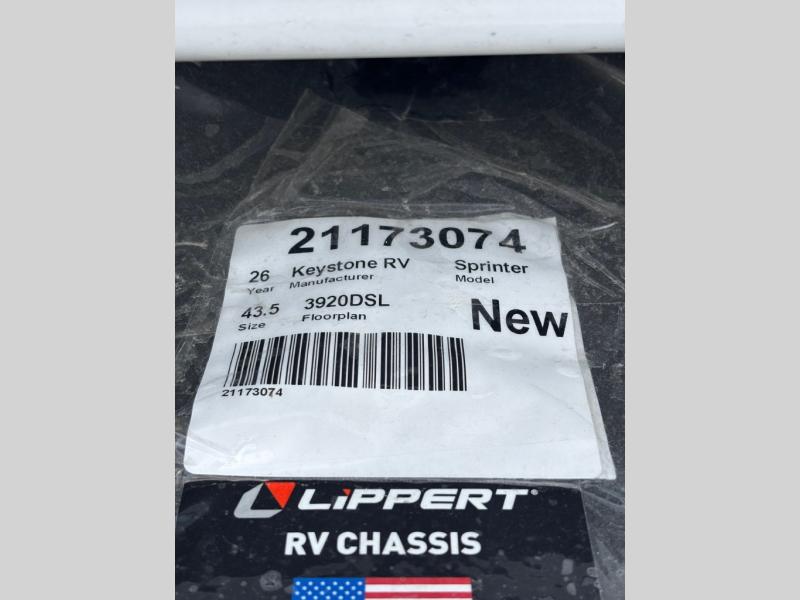 21173074
26 Keystone RV Sprinter
Year Manufacturer Model
43.5 3920DSL
Size Floorplan
New
21173074
LiPPERT®
RV CHASSIS